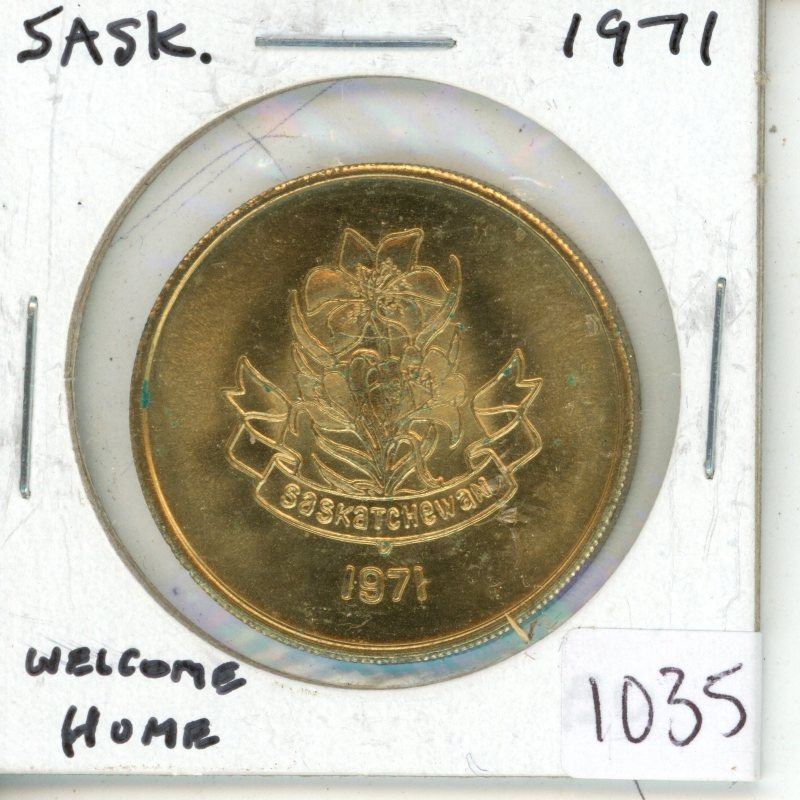 SASK. 1971
SasKaTCHewaN
1971
WELCOME
HOME
1035